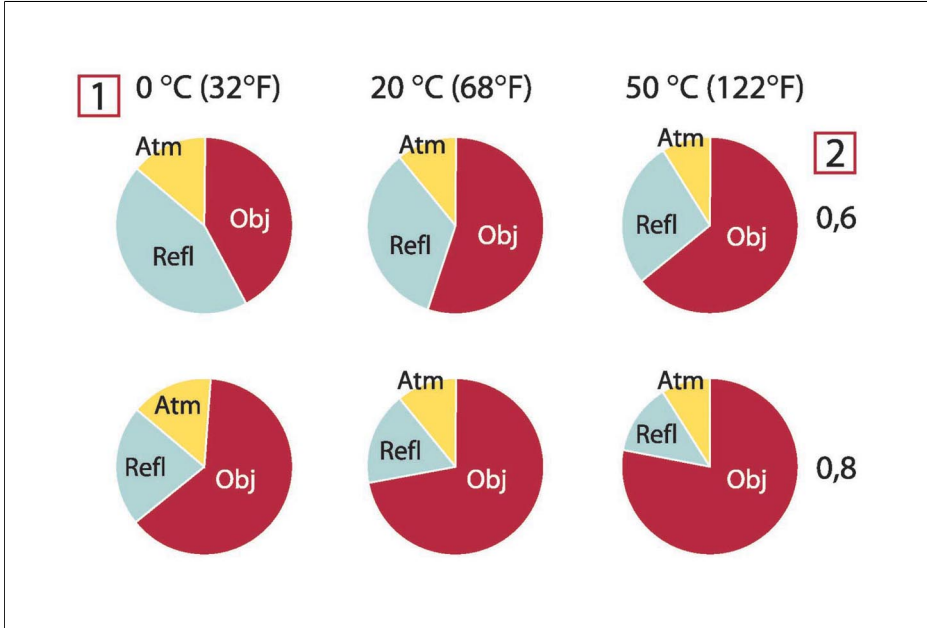 1 0 °C (32°F) 20 °C (68°F) 50 °C (122°F)
Atm Atm Atm 2
Obj Refl Refl Obj Refl Obj 0,6
Atm Atm Atm
Refl Obj Refl Obj Refl Obj 0,8